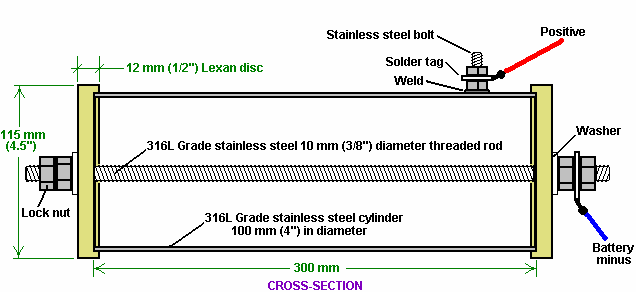 Stainless steel bolt
Positive
Solder tag
12 mm (1/2") Lexan disc
Weld
115 mm
(4.5")
Washer
316L Grade stainless steel 10 mm (3/8") diameter threaded rod
Lock nut
316L Grade stainless steel cylinder
100 mm (4") in diameter
Battery
minus
300 mm
CROSS-SECTION